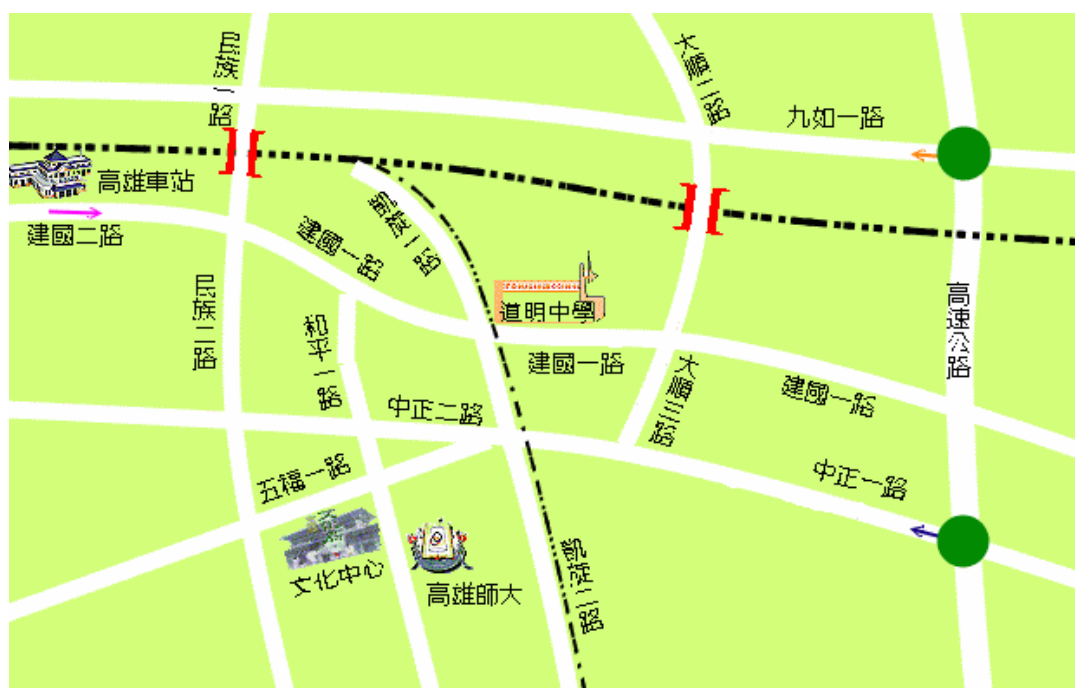 民族一路
大順二路
九如一路
高雄車站
建國二路
建國一路
凱旋一路
民族二路
道明中學
高速公路
和平一路
建國一路
大順三路
建國一路
中正二路
五福一路
中正一路
文化中心
高雄師大
凱旋二路